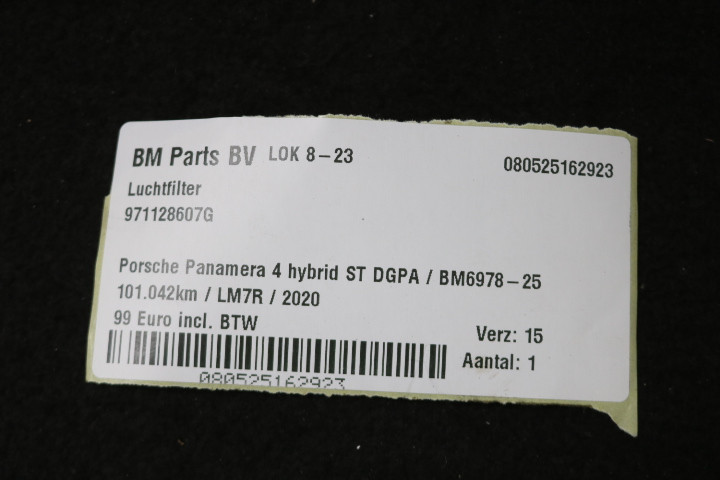 BM Parts BV LOK 8-23 080525162923
Luchtfilter
971128607G
Porsche Panamera 4 hybrid ST DGPA / BM6978-25
101.042km / LM7R / 2020
99 Euro incl. BTW
Verz: 15
Aantal: 1
080525162923